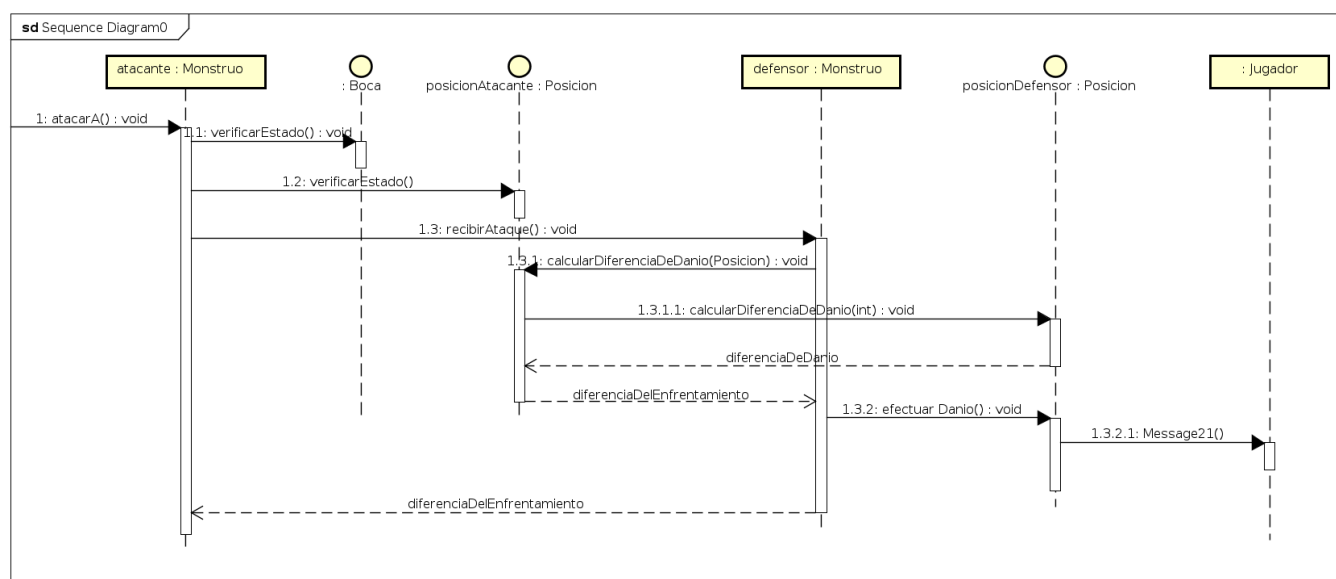 sd Sequence Diagram0
atacante : Monstruo
: Boca
posicionAtacante : Posicion
defensor : Monstruo
posicionDefensor : Posicion
: Jugador
1: atacarA() : void
1.1: verificarEstado() : void
1.2: verificarEstado()
1.3: recibirAtaque() : void
1.3.1: calcularDiferenciaDeDanio(Posicion) : void
1.3.1.1: calcularDiferenciaDeDanio(int) : void
diferenciaDeDanio
diferenciaDelEnfrentamiento
1.3.2: efectuar Danio() : void
1.3.2.1: Message21()
diferenciaDelEnfrentamiento